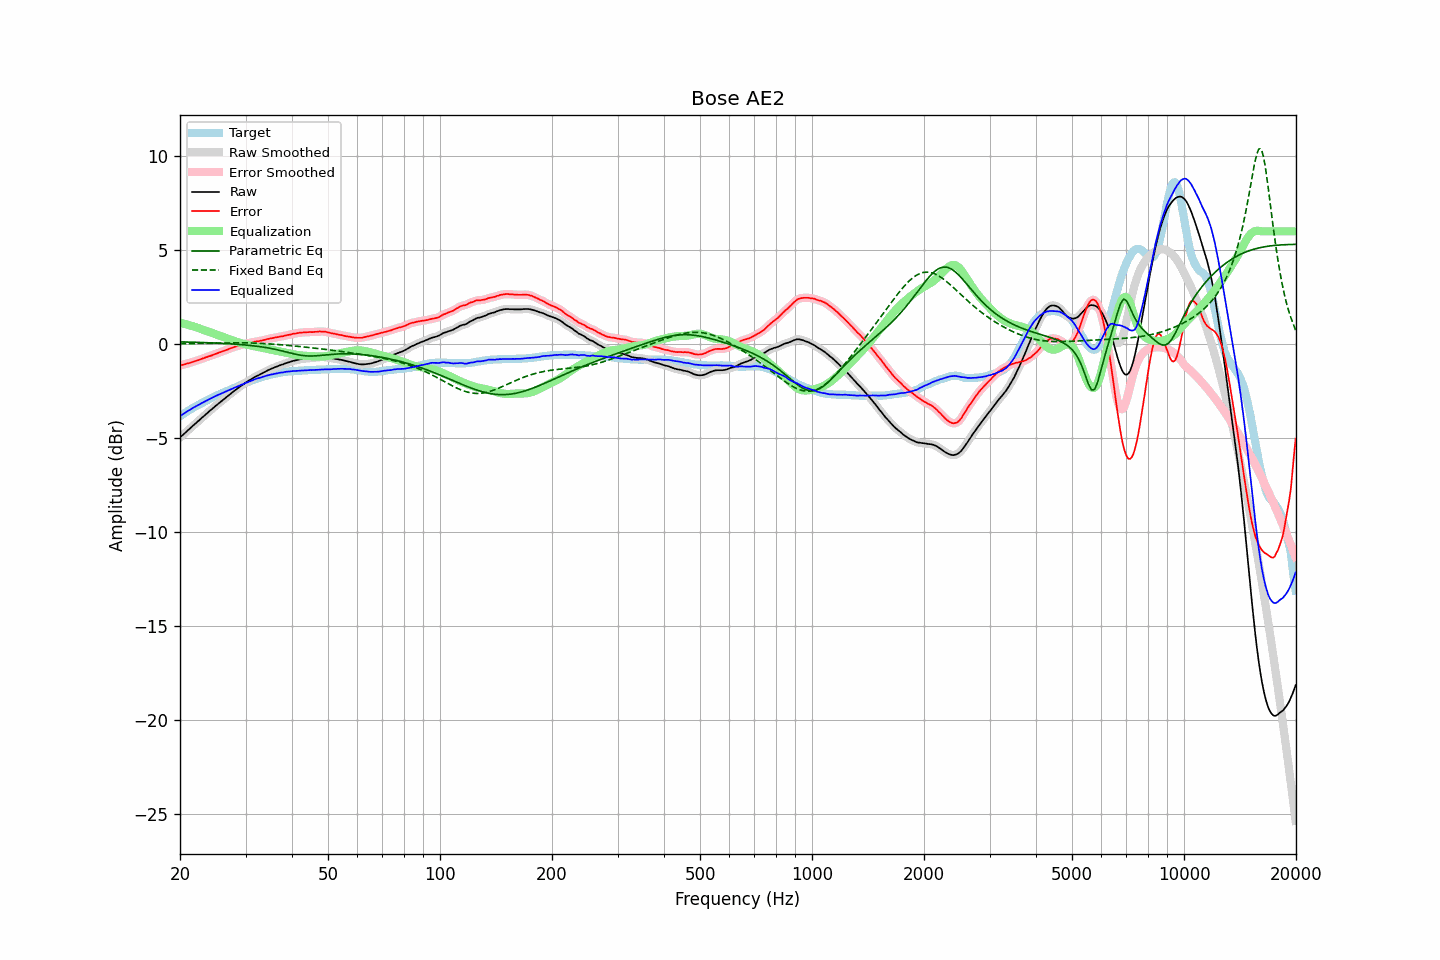 Bose AE2
Target
Raw Smoothed
Error Smoothed
Raw
Error
Equalization
Parametric Eq
Fixed Band Eq
Equalized
10
5
0
−5
−10
−15
−20
−25
Amplitude (dBr)
20 50 100 200 500 1000 2000 5000 10000 20000
Frequency (Hz)